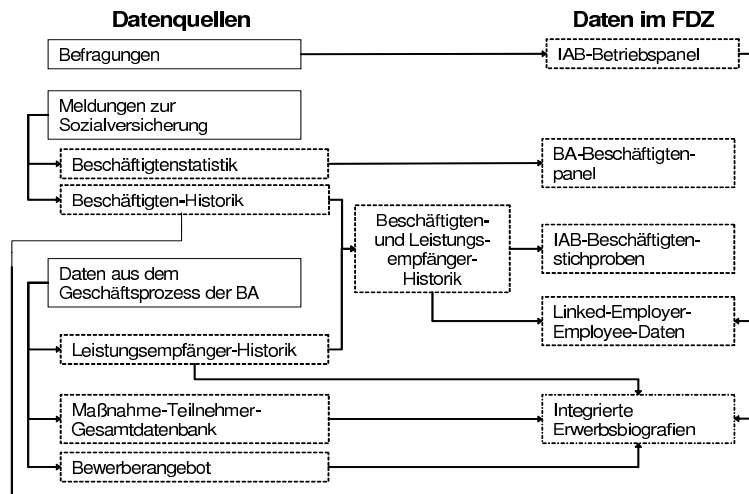 Datenquellen
Daten im FDZ
Befragungen
IAB-Betriebspanel
Meldungen zur
Sozialversicherung
Beschäftigtenstatistik
BA-Beschäftigten-
panel
Beschäftigten-Historik
Beschäftigten-
und Leistungs-
empfänger-
Historik
IAB-Beschäftigten-
stichproben
Daten aus dem
Geschäftsprozess der BA
Linked-Employer-
Employee-Daten
Leistungsempfänger-Historik
Maßnahme-Teilnehmer-
Gesamtdatenbank
Integrierte
Erwerbsbiografien
Bewerberangebot